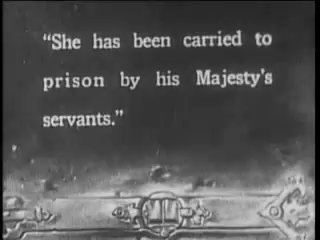 “She has been carried to
prison by his Majesty’s
servants.”